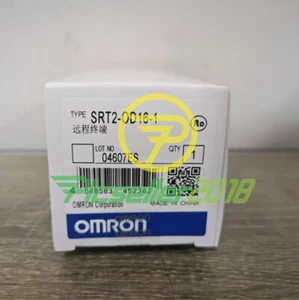 TYPE SRT2-OD16-1
远程终端
Ro
LOT NO
QTY
04607ES
1
OMRON Corporation
MADE IN CHINA
OMRON